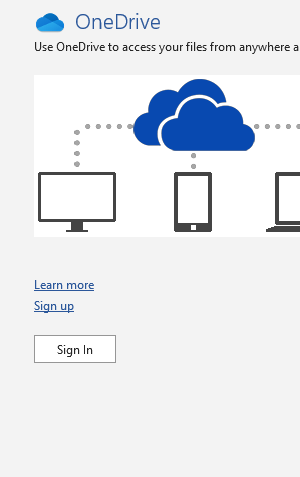 OneDrive
Use OneDrive to access your files from anywhere a
Learn more
Sign up
Sign In